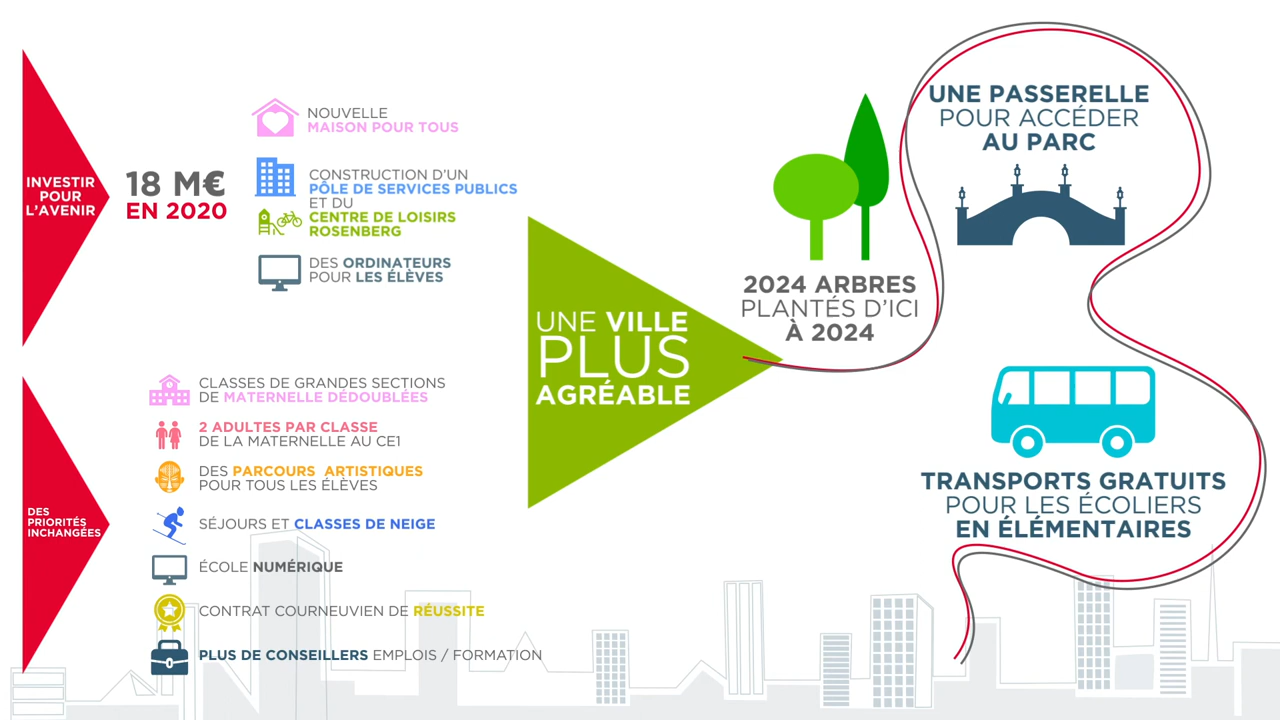 INVESTIR
POUR
L'AVENIR
18 M€
EN 2020
NOUVELLE
MAISON POUR TOUS
CONSTRUCTION D'UN
PÔLE DE SERVICES PUBLICS
ET DU
CENTRE DE LOISIRS
ROSENBERG
DES ORDINATEURS
POUR LES ÉLÈVES
DES
PRIORITÉS
INCHANGÉES
CLASSES DE GRANDES SECTIONS
DE MATERNELLE DÉDOUBLÉES
2 ADULTES PAR CLASSE
DE LA MATERNELLE AU CE1
DES PARCOURS ARTISTIQUES
POUR TOUS LES ÉLÈVES
SÉJOURS ET CLASSES DE NEIGE
ÉCOLE NUMÉRIQUE
CONTRAT COURNEUVIEN DE RÉUSSITE
PLUS DE CONSEILLERS EMPLOIS / FORMATION
UNE VILLE
PLUS
AGRÉABLE
2024 ARBRES
PLANTÉS D'ICI
À 2024
UNE PASSERELLE
POUR ACCÉDER
AU PARC
TRANSPORTS GRATUITS
POUR LES ÉCOLIERS
EN ÉLÉMENTAIRES